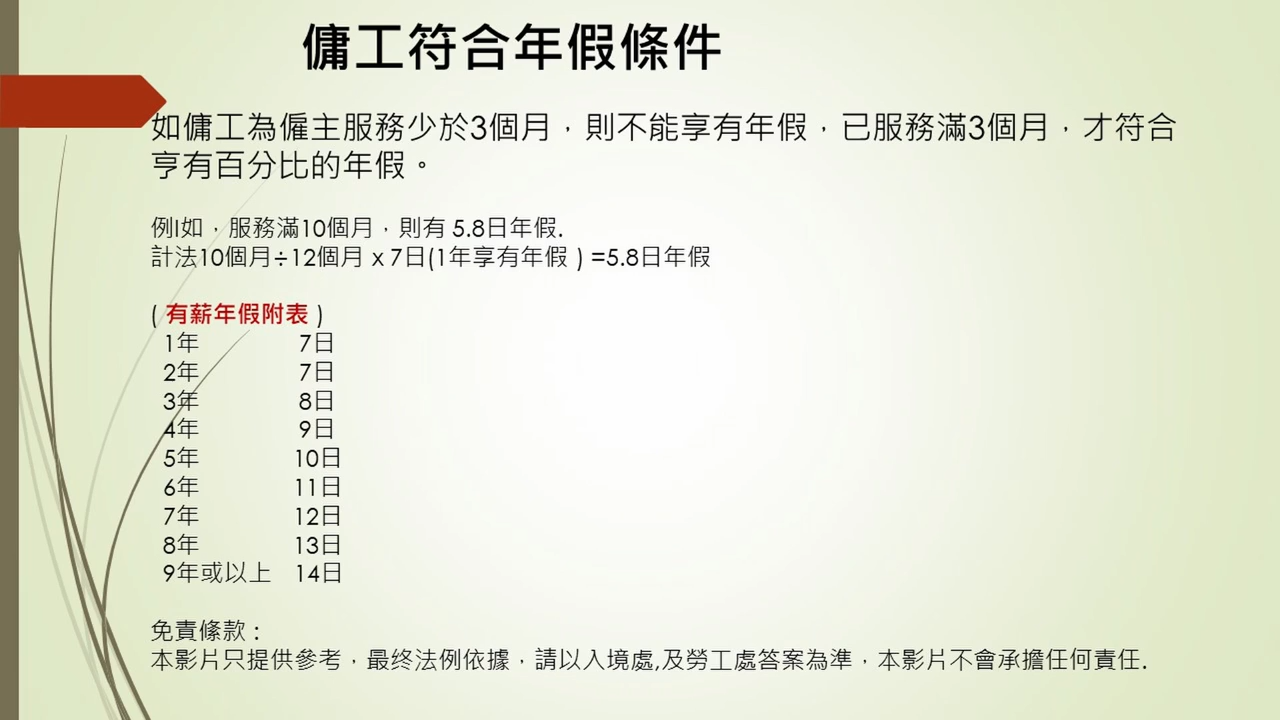 傭工符合年假條件
如傭工為僱主服務少於3個月，則不能享有年假，已服務滿3個月，才符合
亨有百分比的年假。
例l如，服務滿10個月，則有 5.8日年假.
計法10個月÷12個月 x 7日(1年享有年假 ) =5.8日年假
( 有薪年假附表 )
1年 7日
2年 7日
3年 8日
4年 9日
5年 10日
6年 11日
7年 12日
8年 13日
9年或以上 14日
免責條款 :
本影片只提供參考，最终法例依據，請以入境處,及勞工處答案為準，本影片不會承擔任何責任.